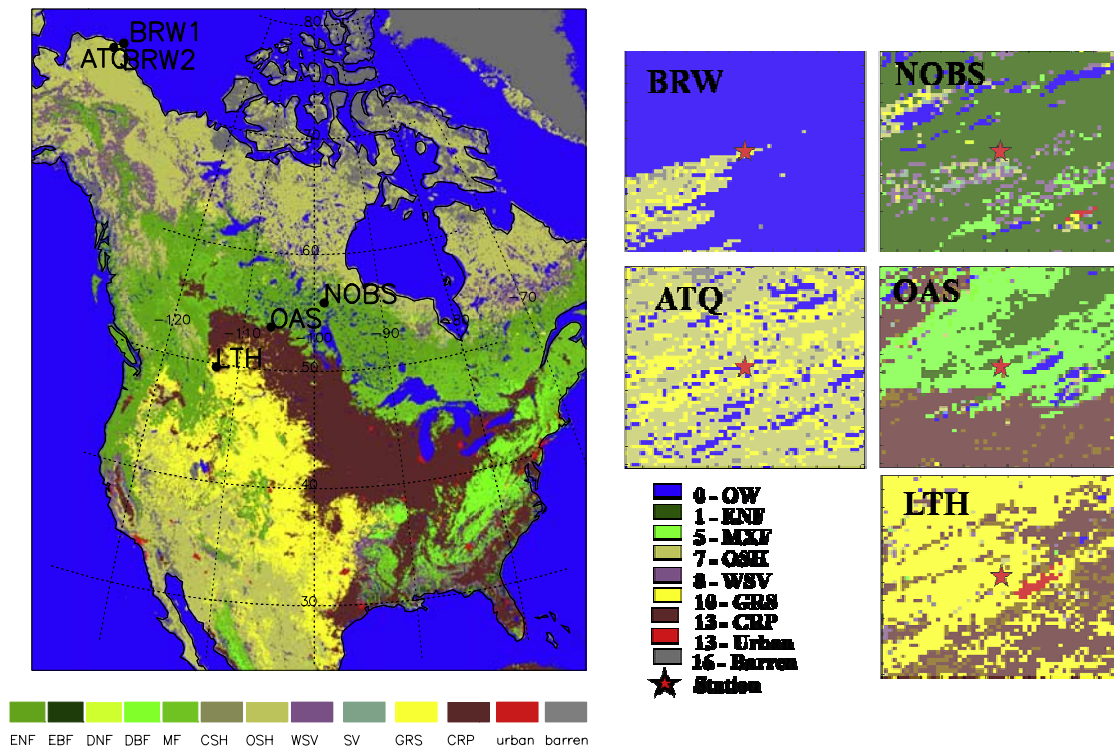 80
BRW1
ATQ BRW2
70
-60
NOBS
-70
OAS
-80
-120
-110
-100
-90
LTH
50
-40
30
ENF EBF DNF DBF MF CSH OSH WSV SV GRS CRP urban barren
BRW
NOBS
ATQ
OAS
LTH
0 - OW
1 - ENF
5 - MXF
7 - OSH
8 - WSV
10 - GRS
13 - CRP
13 - Urban
16 - Barren
Station